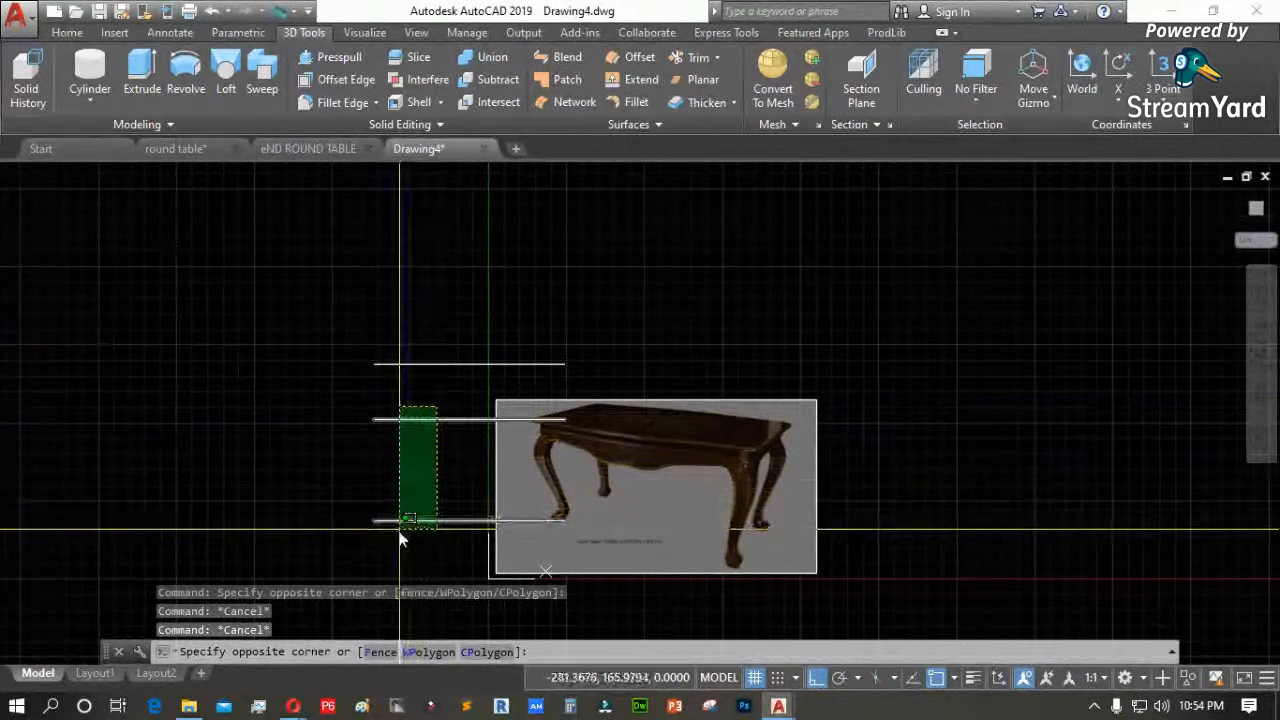 Autodesk AutoCAD 2019 Drawing4.dwg
Type a keyword or phrase
Sign In
Home Insert Annotate Parametric 3D Tools Visualize View Manage Output Add-ins Collaborate Express Tools Featured Apps ProdLib
Powered by
StreamYard
Solid History
Cylinder
Extrude
Revolve
Loft
Sweep
Modeling
Presspull
Offset Edge
Fillet Edge
Slice
Interfere
Shell
Union
Subtract
Intersect
Solid Editing
Blend
Patch
Network
Offset
Extend
Fillet
Trim
Planar
Thicken
Surfaces
Convert To Mesh
Mesh
Section Plane
Section
Culling
No Filter
Move Gizmo
Selection
World
X
3 Point
Coordinates
Start round table* eND ROUND TABLE Drawing4*
Command: Specify opposite corner or [fence/WPolygon/CPolygon]:
Command: *Cancel*
Command: *Cancel*
Specify opposite corner or [Fence WPolygon CPolygon]:
Model Layout1 Layout2
165.9794, 0.0000 MODEL
1:1
10:54 PM